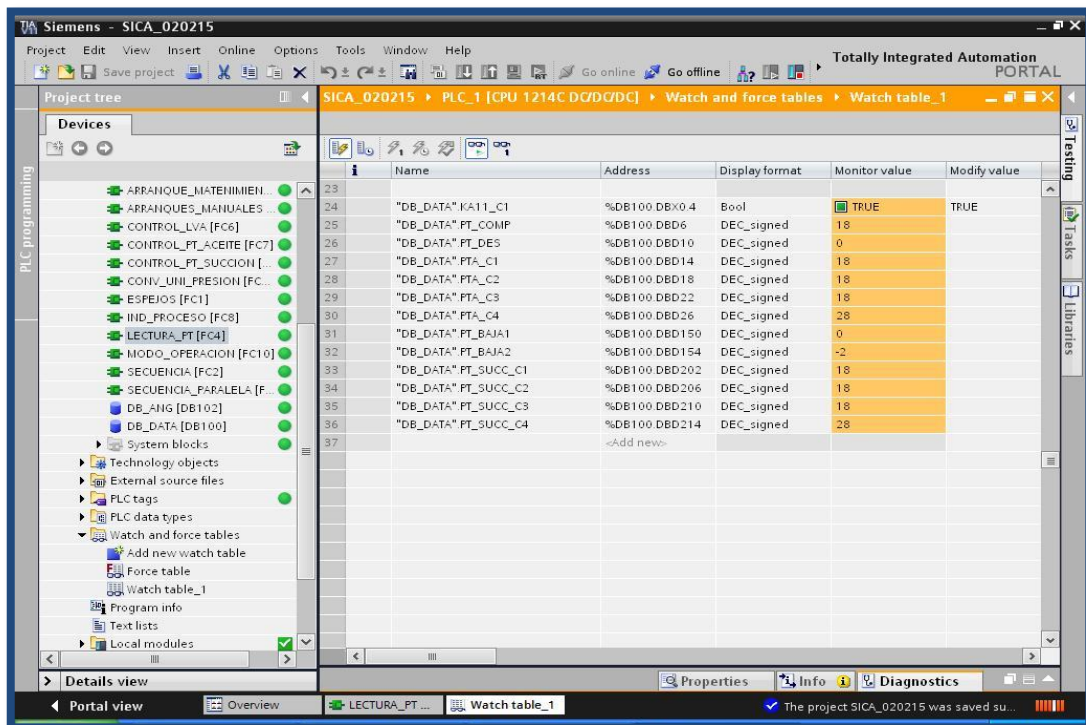 Siemens - SICA_020215
Project Edit View Insert Online Options Tools Window Help
Totally Integrated Automation
PORTAL
Save project Go online Go offline
Project tree
SICA_020215 PLC_1 [CPU 1214C DC/DC/DC] Watch and force tables Watch table_1
Devices
PLC programming
ARRANQUE_MATENIMIEN...
ARRANQUES_MANUALES ...
CONTROL_LVA [FC6]
CONTROL_PT_ACEITE [FC7]
CONTROL_PT_SUCCION [...
CONV_UNI_PRESION [FC...
ESPEJOS [FC1]
IND_PROCESO [FC8]
LECTURA_PT [FC4]
MODO_OPERACION [FC10]
SECUENCIA [FC2]
SECUENCIA_PARALELA [F...
DB_ANG [DB102]
DB_DATA [DB100]
System blocks
Technology objects
External source files
PLC tags
PLC data types
Watch and force tables
Add new watch table
Force table
Watch table_1
Program info
Text lists
Local modules
Details view
i Name Address Display format Monitor value Modify value
23
24 "DB_DATA".KA11_C1 %DB100.DBX0.4 Bool TRUE TRUE
25 "DB_DATA".PT_COMP %DB100.DBD6 DEC_signed 18
26 "DB_DATA".PT_DES %DB100.DBD10 DEC_signed 0
27 "DB_DATA".PTA_C1 %DB100.DBD14 DEC_signed 18
28 "DB_DATA".PTA_C2 %DB100.DBD18 DEC_signed 18
29 "DB_DATA".PTA_C3 %DB100.DBD22 DEC_signed 18
30 "DB_DATA".PTA_C4 %DB100.DBD26 DEC_signed 28
31 "DB_DATA".PT_BAJA1 %DB100.DBD150 DEC_signed 0
32 "DB_DATA".PT_BAJA2 %DB100.DBD154 DEC_signed -2
33 "DB_DATA".PT_SUCC_C1 %DB100.DBD202 DEC_signed 18
34 "DB_DATA".PT_SUCC_C2 %DB100.DBD206 DEC_signed 18
35 "DB_DATA".PT_SUCC_C3 %DB100.DBD210 DEC_signed 18
36 "DB_DATA".PT_SUCC_C4 %DB100.DBD214 DEC_signed 28
37 <Add new>
Testing
Tasks
Libraries
Properties Info Diagnostics
Portal view Overview LECTURA_PT ... Watch table_1 The project SICA_020215 was saved su...